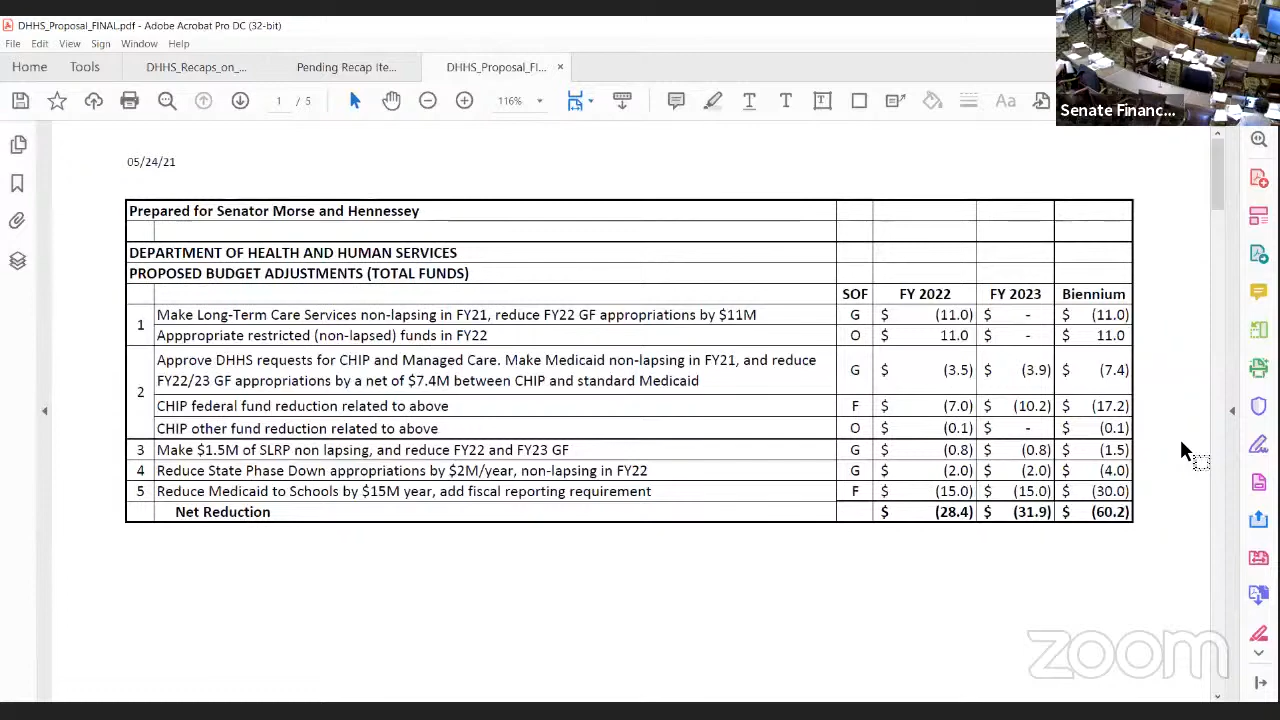 DHHS_Proposal_FINAL.pdf - Adobe Acrobat Pro DC (32-bit)
File Edit View Sign Window Help
Home Tools DHHS_Recaps_on_... Pending Recap Ite... DHHS_Proposal_FI... ×
1 / 5 116%
Senate Financ...
05/24/21
Prepared for Senator Morse and Hennessey
DEPARTMENT OF HEALTH AND HUMAN SERVICES
PROPOSED BUDGET ADJUSTMENTS (TOTAL FUNDS)
SOF FY 2022 FY 2023 Biennium
1 Make Long-Term Care Services non-lapsing in FY21, reduce FY22 GF appropriations by $11M G $ (11.0) $ - $ (11.0)
Apppropriate restricted (non-lapsed) funds in FY22 O $ 11.0 $ - $ 11.0
2 Approve DHHS requests for CHIP and Managed Care. Make Medicaid non-lapsing in FY21, and reduce
FY22/23 GF appropriations by a net of $7.4M between CHIP and standard Medicaid G $ (3.5) $ (3.9) $ (7.4)
CHIP federal fund reduction related to above F $ (7.0) $ (10.2) $ (17.2)
CHIP other fund reduction related to above O $ (0.1) $ - $ (0.1)
3 Make $1.5M of SLRP non lapsing, and reduce FY22 and FY23 GF G $ (0.8) $ (0.8) $ (1.5)
4 Reduce State Phase Down appropriations by $2M/year, non-lapsing in FY22 G $ (2.0) $ (2.0) $ (4.0)
5 Reduce Medicaid to Schools by $15M year, add fiscal reporting requirement F $ (15.0) $ (15.0) $ (30.0)
Net Reduction $ (28.4) $ (31.9) $ (60.2)
zoom